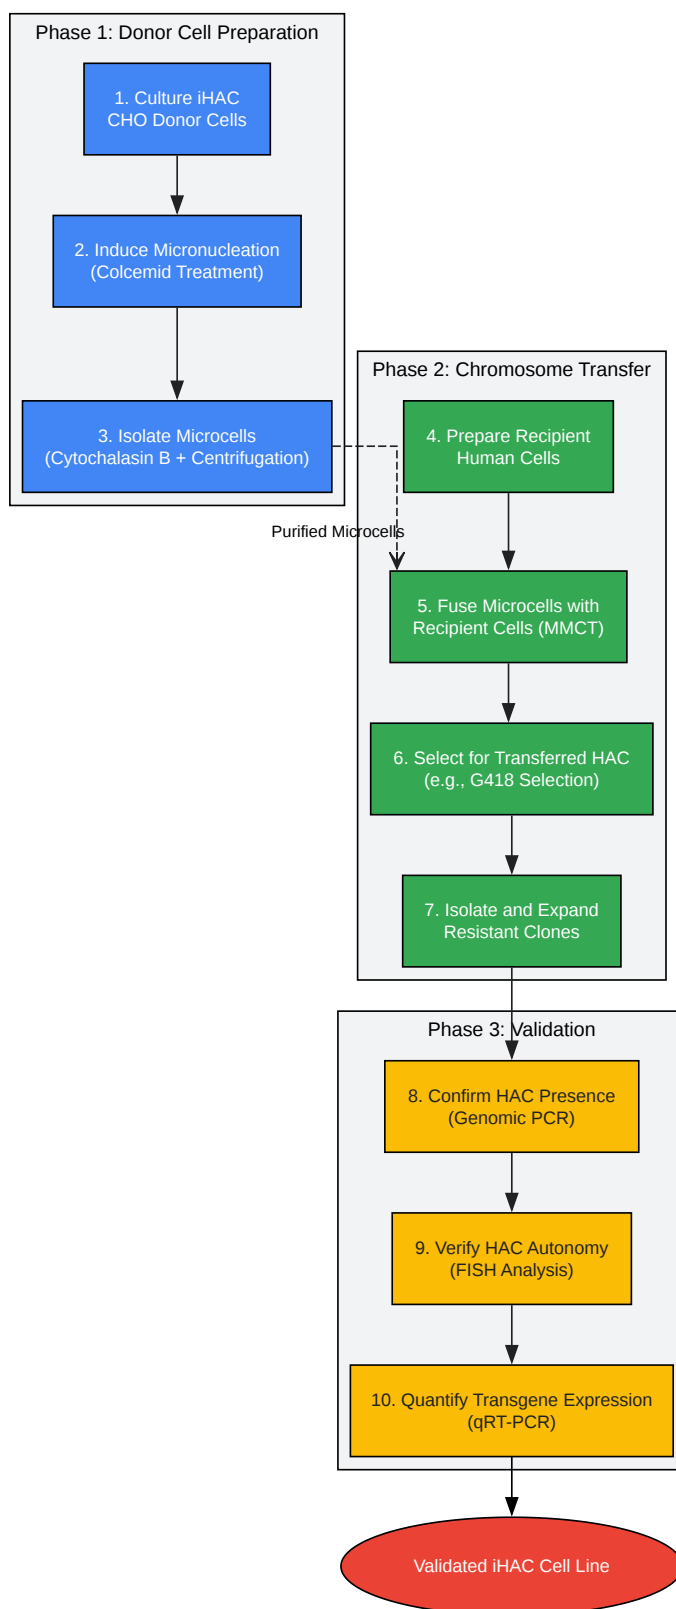 Phase 1: Donor Cell Preparation
1. Culture iHAC
CHO Donor Cells
2. Induce Micronucleation
(Colcemid Treatment)
3. Isolate Microcells
(Cytochalasin B + Centrifugation)
Purified Microcells
Phase 2: Chromosome Transfer
4. Prepare Recipient
Human Cells
5. Fuse Microcells with
Recipient Cells (MMCT)
6. Select for Transferred HAC
(e.g., G418 Selection)
7. Isolate and Expand
Resistant Clones
Phase 3: Validation
8. Confirm HAC Presence
(Genomic PCR)
9. Verify HAC Autonomy
(FISH Analysis)
10. Quantify Transgene Expression
(qRT-PCR)
Validated iHAC Cell Line